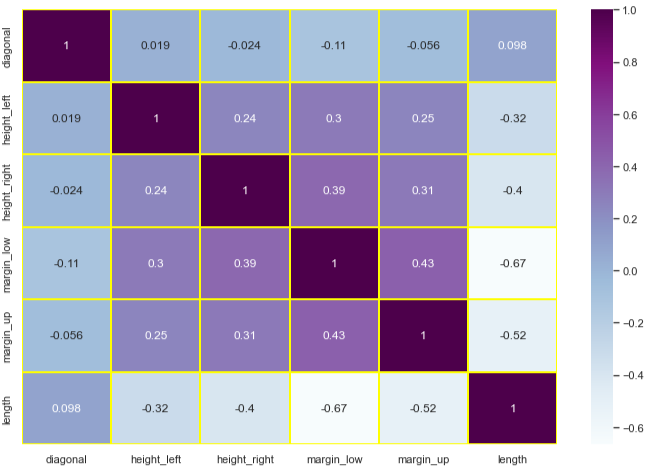 diagonal 1 0.019 -0.024 -0.11 -0.056 0.098
height_left 0.019 1 0.24 0.3 0.25 -0.32
height_right -0.024 0.24 1 0.39 0.31 -0.4
margin_low -0.11 0.3 0.39 1 0.43 -0.67
margin_up -0.056 0.25 0.31 0.43 1 -0.52
length 0.098 -0.32 -0.4 -0.67 -0.52 1
diagonal height_left height_right margin_low margin_up length
1.0
0.8
0.6
0.4
0.2
0.0
−0.2
−0.4
−0.6